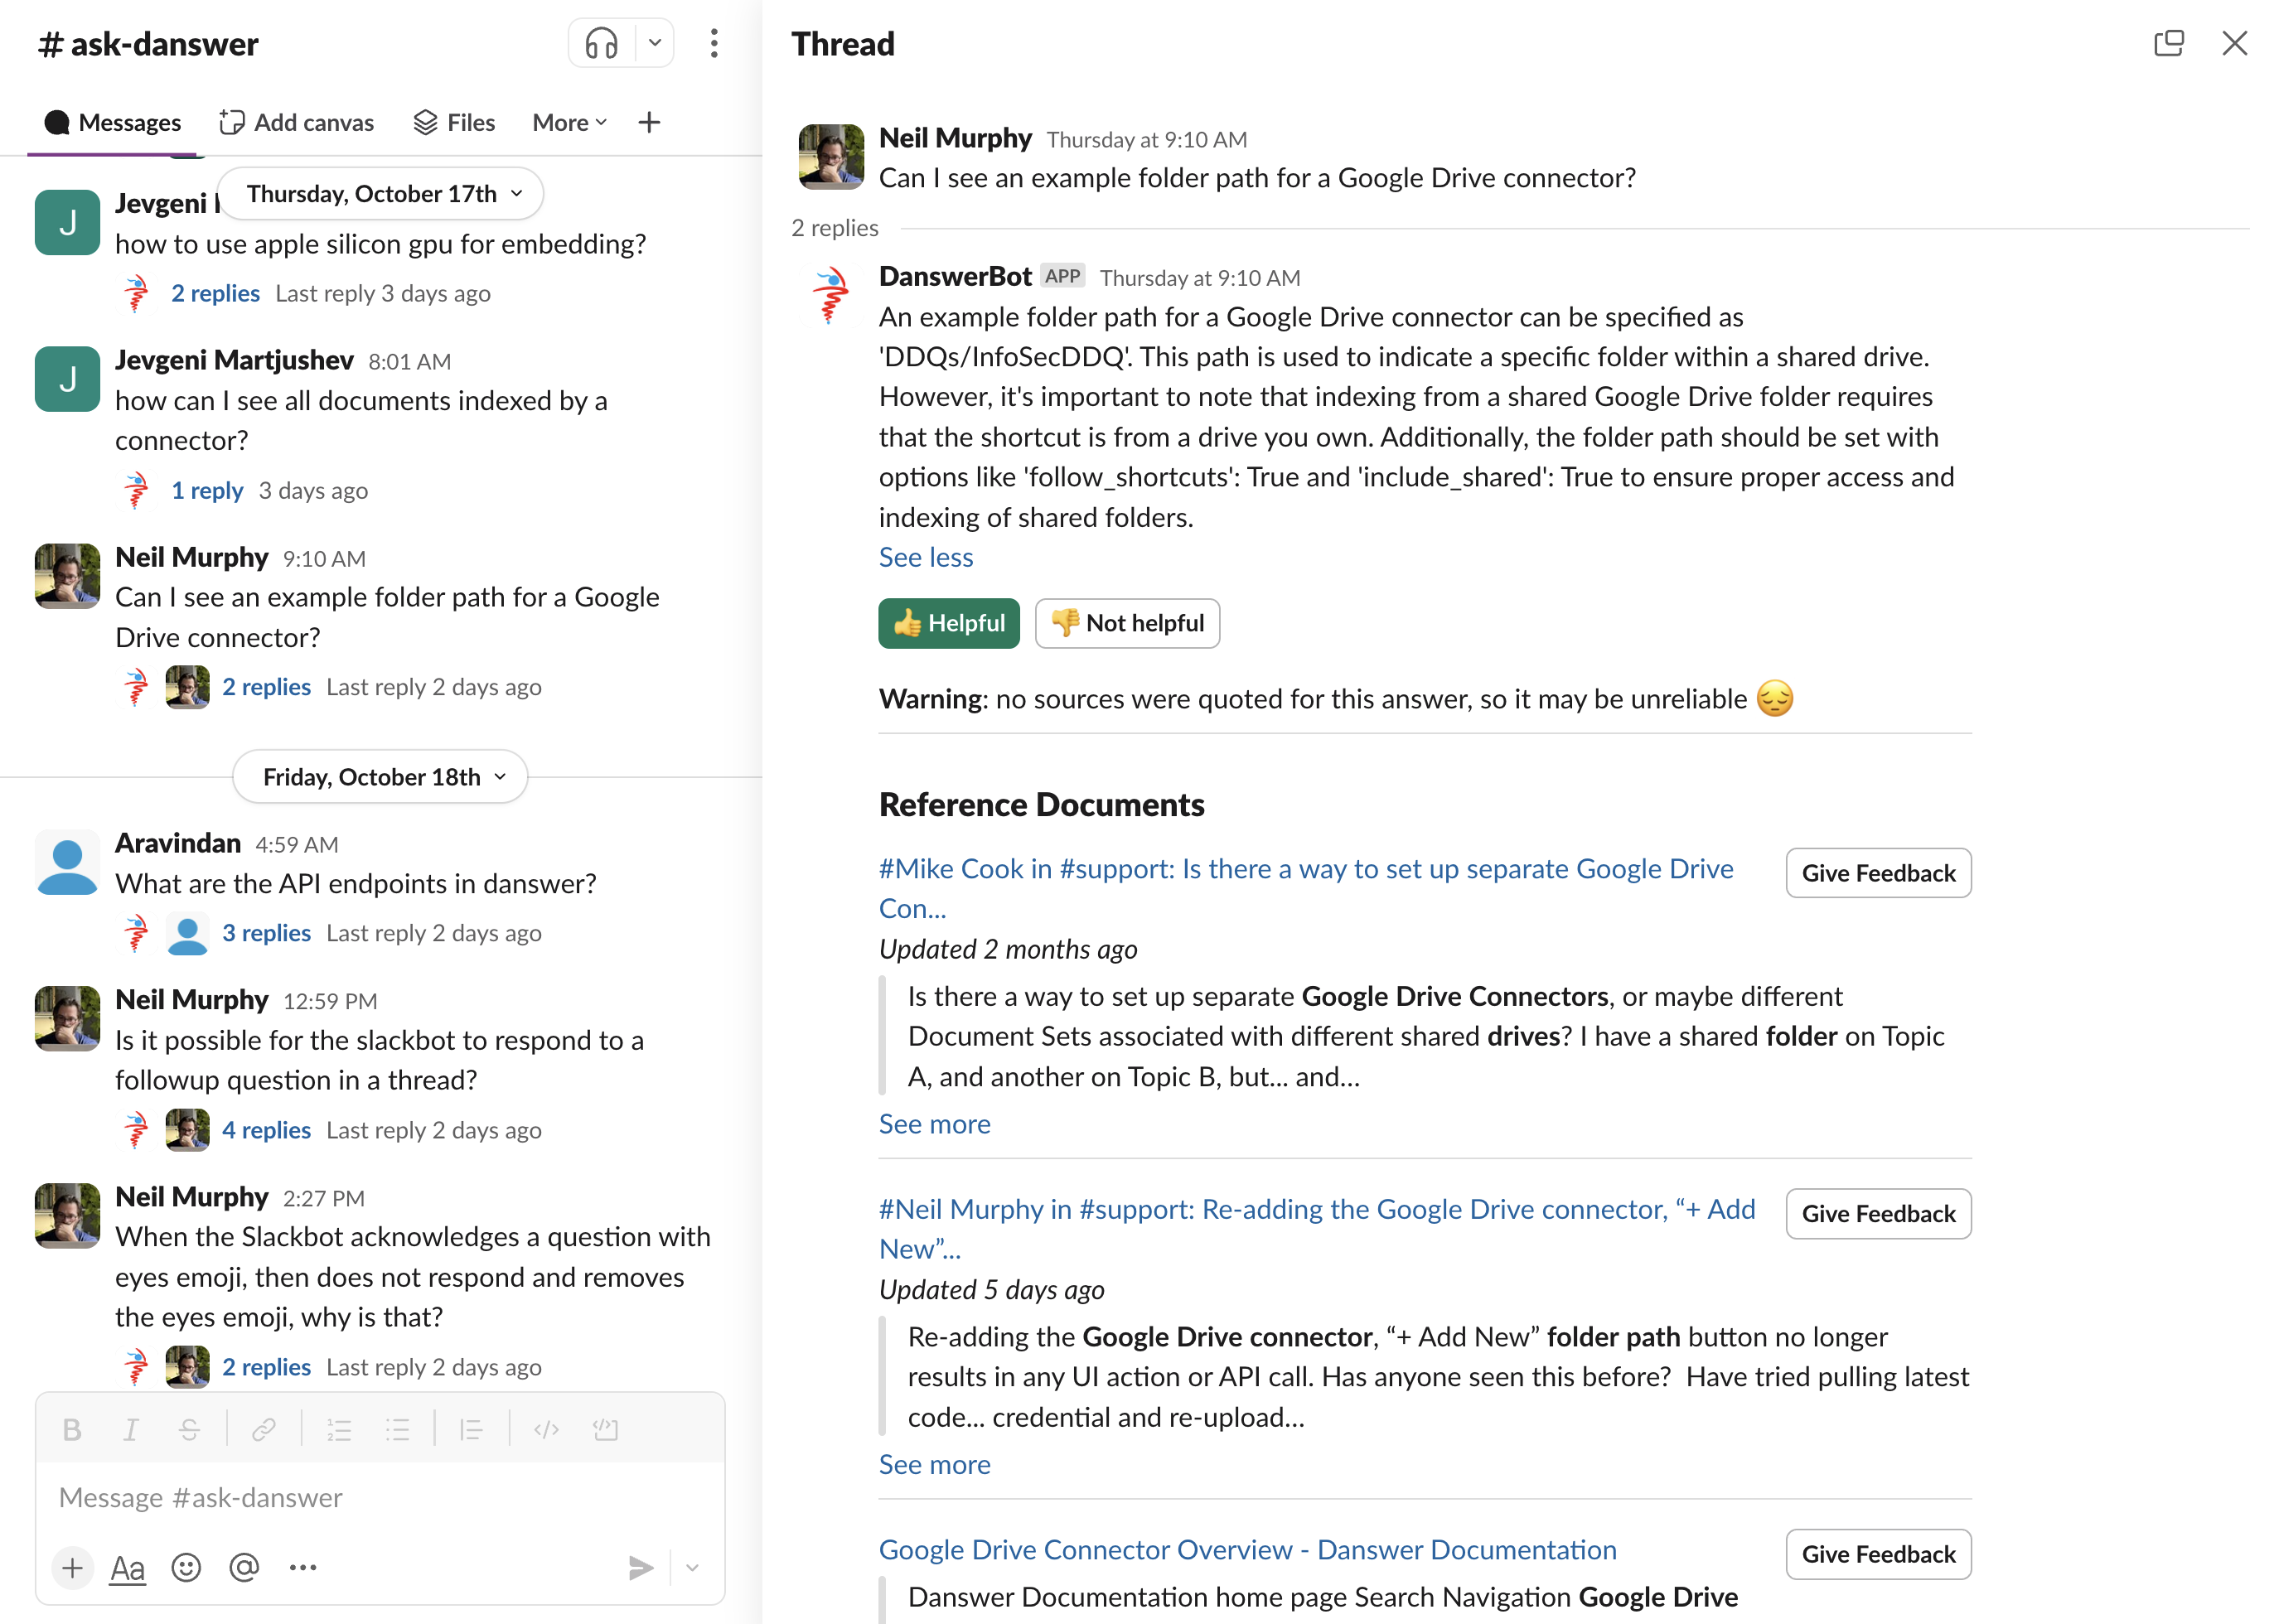 # ask-danswer
Messages
Add canvas
Files
More
Thursday, October 17th
Jevgeni
J
how to use apple silicon gpu for embedding?
2 replies Last reply 3 days ago
J
Jevgeni Martjushev 8:01 AM
how can I see all documents indexed by a
connector?
1 reply 3 days ago
Neil Murphy 9:10 AM
Can I see an example folder path for a Google
Drive connector?
2 replies Last reply 2 days ago
Friday, October 18th
Aravindan 4:59 AM
What are the API endpoints in danswer?
3 replies Last reply 2 days ago
Neil Murphy 12:59 PM
Is it possible for the slackbot to respond to a
followup question in a thread?
4 replies Last reply 2 days ago
Neil Murphy 2:27 PM
When the Slackbot acknowledges a question with
eyes emoji, then does not respond and removes
the eyes emoji, why is that?
2 replies Last reply 2 days ago
B I S
Message #ask-danswer
Aa @
Thread
Neil Murphy Thursday at 9:10 AM
Can I see an example folder path for a Google Drive connector?
2 replies
DanswerBot APP Thursday at 9:10 AM
An example folder path for a Google Drive connector can be specified as
'DDQs/InfoSecDDQ'. This path is used to indicate a specific folder within a shared drive.
However, it's important to note that indexing from a shared Google Drive folder requires
that the shortcut is from a drive you own. Additionally, the folder path should be set with
options like 'follow_shortcuts': True and 'include_shared': True to ensure proper access and
indexing of shared folders.
See less
👍 Helpful
👎 Not helpful
Warning: no sources were quoted for this answer, so it may be unreliable 😔
Reference Documents
#Mike Cook in #support: Is there a way to set up separate Google Drive
Con...
Give Feedback
Updated 2 months ago
Is there a way to set up separate Google Drive Connectors, or maybe different
Document Sets associated with different shared drives? I have a shared folder on Topic
A, and another on Topic B, but... and...
See more
#Neil Murphy in #support: Re-adding the Google Drive connector, “+ Add
New”...
Give Feedback
Updated 5 days ago
Re-adding the Google Drive connector, “+ Add New” folder path button no longer
results in any UI action or API call. Has anyone seen this before?  Have tried pulling latest
code... credential and re-upload...
See more
Google Drive Connector Overview - Danswer Documentation
Give Feedback
Danswer Documentation home page Search Navigation Google Drive